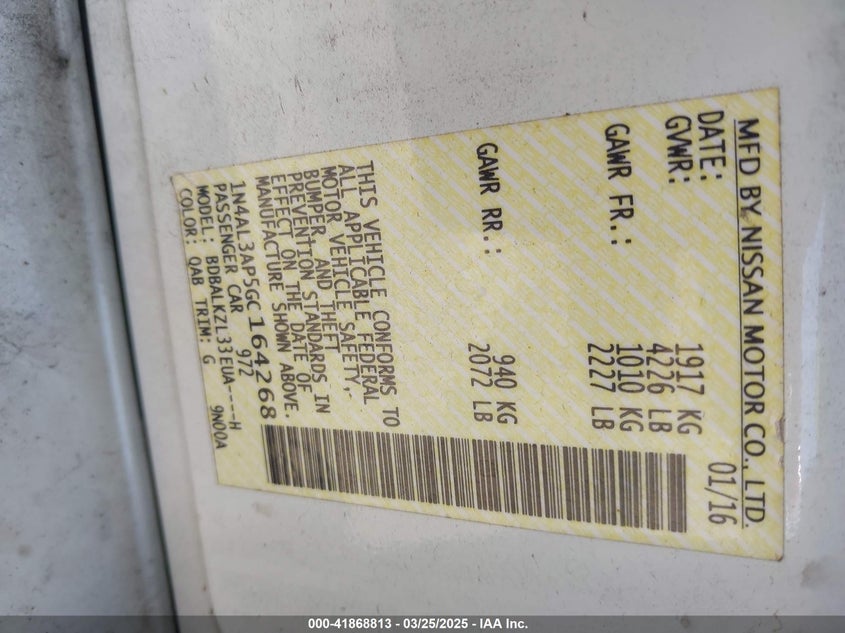 MFD BY NISSAN MOTOR CO., LTD.
DATE: 01/16
GVWR: 1917 KG
4226 LB
GAWR FR.: 1010 KG
2227 LB
GAWR RR.: 940 KG
2072 LB
THIS VEHICLE CONFORMS TO
ALL APPLICABLE FEDERAL
MOTOR VEHICLE SAFETY,
BUMPER, AND THEFT
PREVENTION STANDARDS IN
EFFECT ON THE DATE OF
MANUFACTURE SHOWN ABOVE.
1N4AL3AP5GC164268
PASSENGER CAR 972
MODEL: BDBALKZL33EUA----H
COLOR: QAB TRIM: G 9N00A
000-41868813 - 03/25/2025 - IAA Inc.